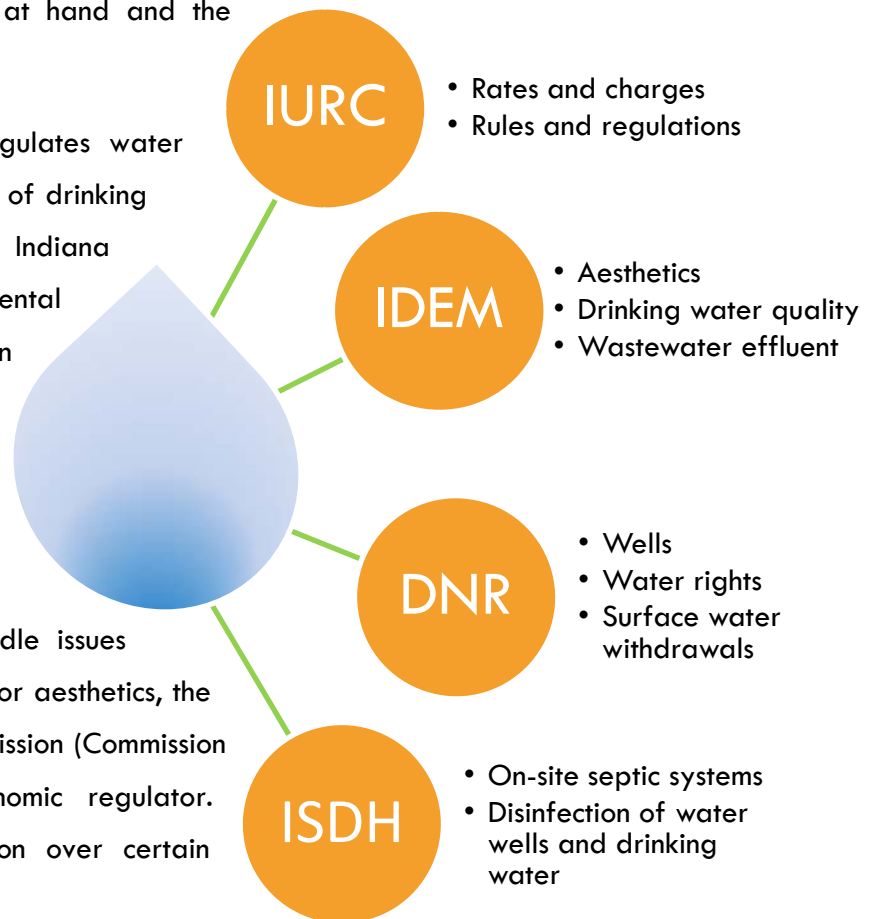 at hand and the
gulates water
of drinking
Indiana
ental
n
dle issues
or aesthetics, the
ission (Commission
nomic regulator.
on over certain
IURC
• Rates and charges
• Rules and regulations
IDEM
• Aesthetics
• Drinking water quality
• Wastewater effluent
DNR
• Wells
• Water rights
• Surface water
withdrawals
ISDH
• On-site septic systems
• Disinfection of water
wells and drinking
water